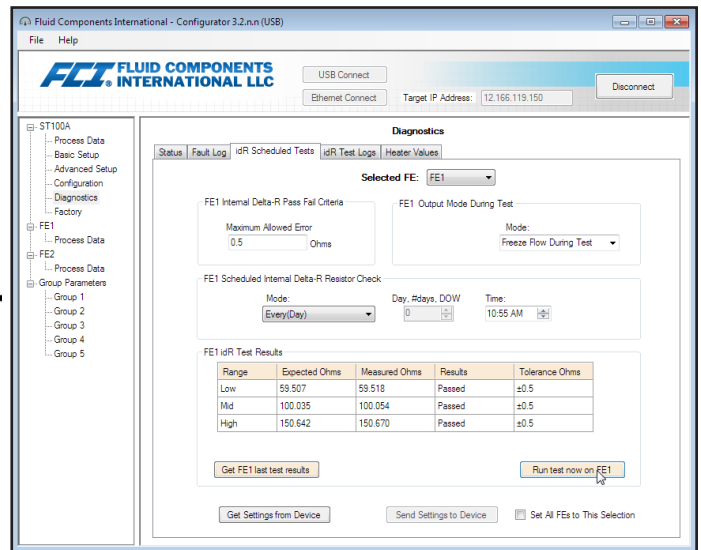 Fluid Components International - Configurator 3.2.n.n (USB)
File Help
FCI® FLUID COMPONENTS
INTERNATIONAL LLC
USB Connect
Ethernet Connect Target IP Address: 12.166.119.150
Disconnect
ST100A
Process Data
Basic Setup
Advanced Setup
Configuration
Diagnostics
Factory
FE1
Process Data
FE2
Process Data
Group Parameters
Group 1
Group 2
Group 3
Group 4
Group 5
Diagnostics
Status Fault Log idR Scheduled Tests idR Test Logs Heater Values
Selected FE: FE1
FE1 Internal Delta-R Pass Fail Criteria
Maximum Allowed Error
0.5 Ohms
FE1 Output Mode During Test
Mode:
Freeze Flow During Test
FE1 Scheduled Internal Delta-R Resistor Check
Mode: Day, #days, DOW Time:
Every(Day) 0 10:55 AM
FE1 idR Test Results
Range Expected Ohms Measured Ohms Results Tolerance Ohms
Low 59.507 59.518 Passed ±0.5
Mid 100.035 100.054 Passed ±0.5
High 150.642 150.670 Passed ±0.5
Get FE1 last test results Run test now on FE1
Get Settings from Device Send Settings to Device Set All FEs to This Selection